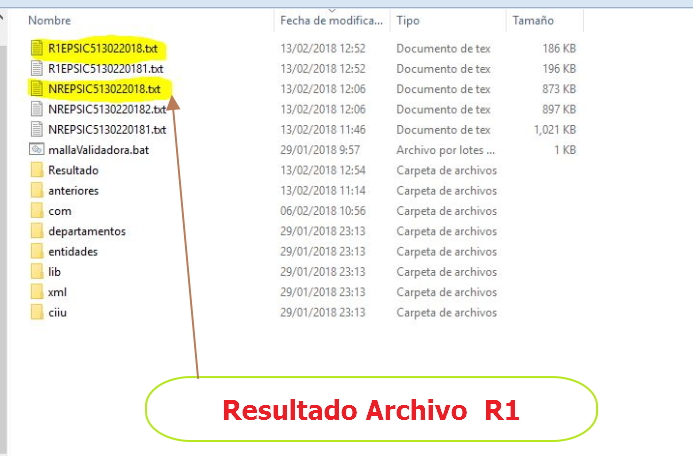 Nombre Fecha de modifica... Tipo Tamaño
R1EPSIC513022018.txt 13/02/2018 12:52 Documento de tex 186 KB
R1EPSIC5130220181.txt 13/02/2018 12:52 Documento de tex 196 KB
NREPSIC513022018.txt 13/02/2018 12:06 Documento de tex 873 KB
NREPSIC5130220182.txt 13/02/2018 12:06 Documento de tex 897 KB
NREPSIC5130220181.txt 13/02/2018 11:46 Documento de tex 1,021 KB
mallaValidadora.bat 29/01/2018 9:57 Archivo por lotes ... 1 KB
Resultado 13/02/2018 12:54 Carpeta de archivos
anteriores 13/02/2018 11:14 Carpeta de archivos
com 06/02/2018 10:56 Carpeta de archivos
departamentos 29/01/2018 23:13 Carpeta de archivos
entidades 29/01/2018 23:13 Carpeta de archivos
lib 29/01/2018 23:13 Carpeta de archivos
xml 29/01/2018 23:13 Carpeta de archivos
ciiu 29/01/2018 23:13 Carpeta de archivos
Resultado Archivo R1